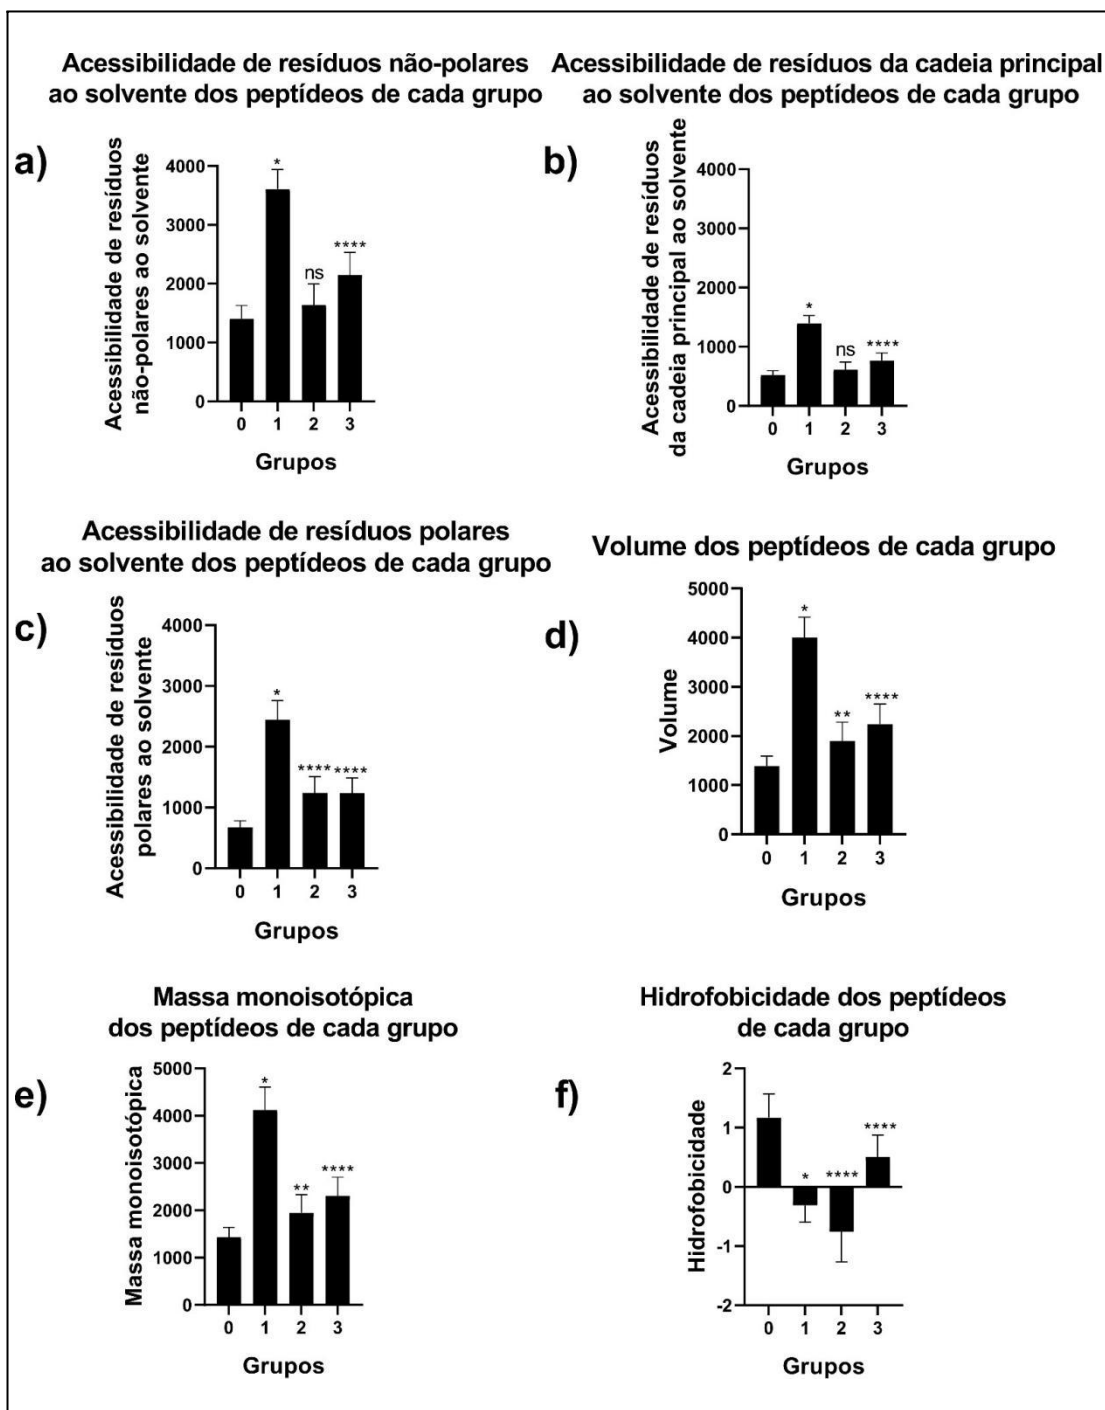 Acessibilidade de resíduos não-polares
ao solvente dos peptídeos de cada grupo
a)
Acessibilidade de resíduos
não-polares ao solvente
4000
3000
2000
1000
0
*
ns
****
0 1 2 3
Grupos
Acessibilidade de resíduos da cadeia principal
ao solvente dos peptídeos de cada grupo
b)
Acessibilidade de resíduos
da cadeia principal ao solvente
4000
3000
2000
1000
0
*
ns
****
0 1 2 3
Grupos
Acessibilidade de resíduos polares
ao solvente dos peptídeos de cada grupo
c)
Acessibilidade de resíduos
polares ao solvente
4000
3000
2000
1000
0
*
**** ****
0 1 2 3
Grupos
Volume dos peptídeos de cada grupo
d)
Volume
5000
4000
3000
2000
1000
0
*
**
****
0 1 2 3
Grupos
Massa monoisotópica
dos peptídeos de cada grupo
e)
Massa monoisotópica
5000
4000
3000
2000
1000
0
*
**
****
0 1 2 3
Grupos
Hidrofobicidade dos peptídeos
de cada grupo
f)
Hidrofobicidade
2
1
0
-1
-2
*
****
****
0 1 2 3
Grupos